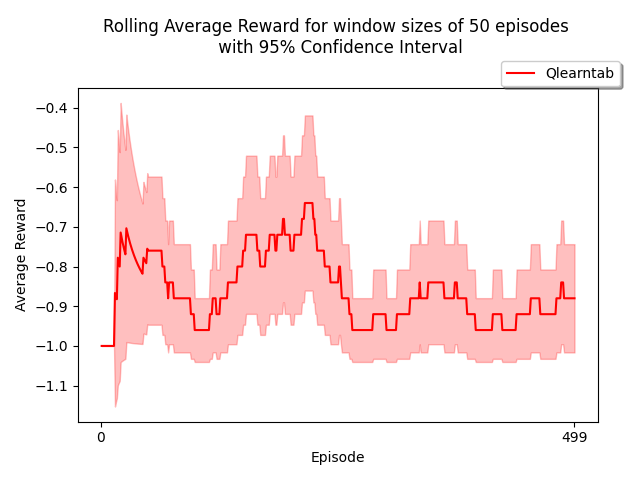 Rolling Average Reward for window sizes of 50 episodes
with 95% Confidence Interval
Qlearntab
−0.4
−0.5
−0.6
−0.7
−0.8
−0.9
−1.0
−1.1
Average Reward
0
499
Episode